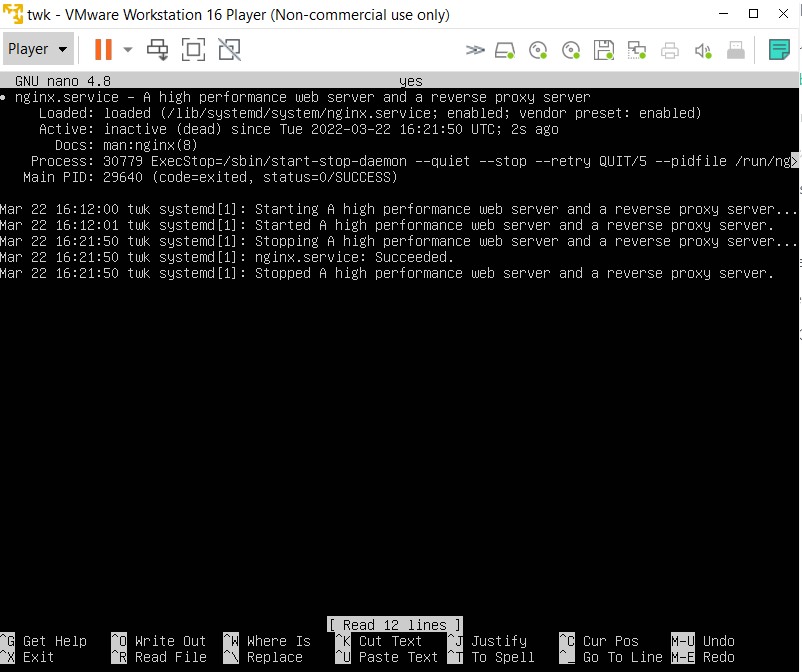 twk - VMware Workstation 16 Player (Non-commercial use only)
Player
GNU nano 4.8 yes
● nginx.service - A high performance web server and a reverse proxy server
Loaded: loaded (/lib/systemd/system/nginx.service; enabled; vendor preset: enabled)
Active: inactive (dead) since Tue 2022-03-22 16:21:50 UTC; 2s ago
Docs: man:nginx(8)
Process: 30779 ExecStop=/sbin/start-stop-daemon --quiet --stop --retry QUIT/5 --pidfile /run/ng>
Main PID: 29640 (code=exited, status=0/SUCCESS)
Mar 22 16:12:00 twk systemd[1]: Starting A high performance web server and a reverse proxy server...
Mar 22 16:12:01 twk systemd[1]: Started A high performance web server and a reverse proxy server.
Mar 22 16:21:50 twk systemd[1]: Stopping A high performance web server and a reverse proxy server...
Mar 22 16:21:50 twk systemd[1]: nginx.service: Succeeded.
Mar 22 16:21:50 twk systemd[1]: Stopped A high performance web server and a reverse proxy server.
[ Read 12 lines ]
^G Get Help ^O Write Out ^W Where Is ^K Cut Text ^J Justify ^C Cur Pos M-U Undo
^X Exit ^R Read File ^\ Replace ^U Paste Text ^T To Spell ^_ Go To Line M-E Redo